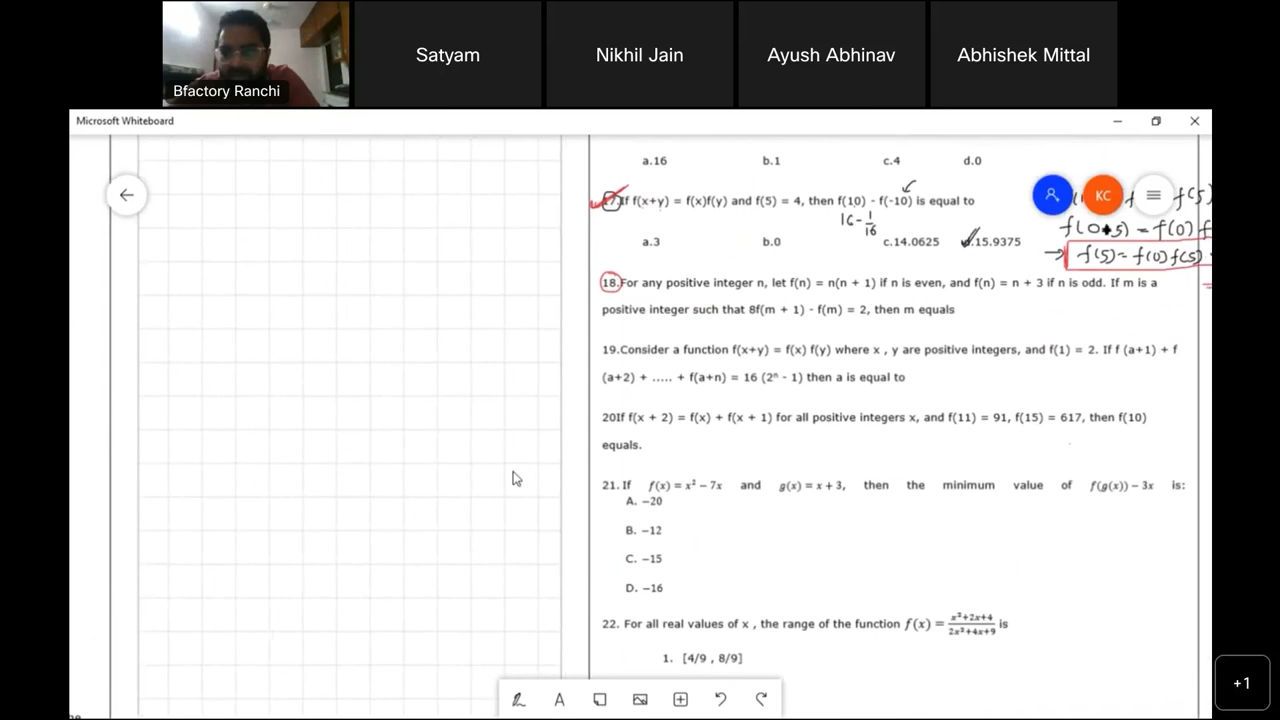 Satyam
Nikhil Jain
Ayush Abhinav
Abhishek Mittal
Bfactory Ranchi
Microsoft Whiteboard
a.16 b.1 c.4 d.0
17.If f(x+y) = f(x)f(y) and f(5) = 4, then f(10) - f(-10) is equal to
16 - 1/16
a.3 b.0 c.14.0625 d.15.9375
KC
f(5)
f(0+5) = f(0) f
→ f(5) = f(0) f(5)
18.For any positive integer n, let f(n) = n(n + 1) if n is even, and f(n) = n + 3 if n is odd. If m is a
positive integer such that 8f(m + 1) - f(m) = 2, then m equals
19.Consider a function f(x+y) = f(x) f(y) where x , y are positive integers, and f(1) = 2. If f (a+1) + f
(a+2) + ..... + f(a+n) = 16 (2ⁿ - 1) then a is equal to
20If f(x + 2) = f(x) + f(x + 1) for all positive integers x, and f(11) = 91, f(15) = 617, then f(10)
equals.
21. If f(x) = x² − 7x and g(x) = x + 3, then the minimum value of f(g(x)) − 3x is:
A. −20
B. −12
C. −15
D. −16
22. For all real values of x , the range of the function f(x) = (x²+2x+4)/(2x²+4x+9) is
1. [4/9 , 8/9]
A
+1